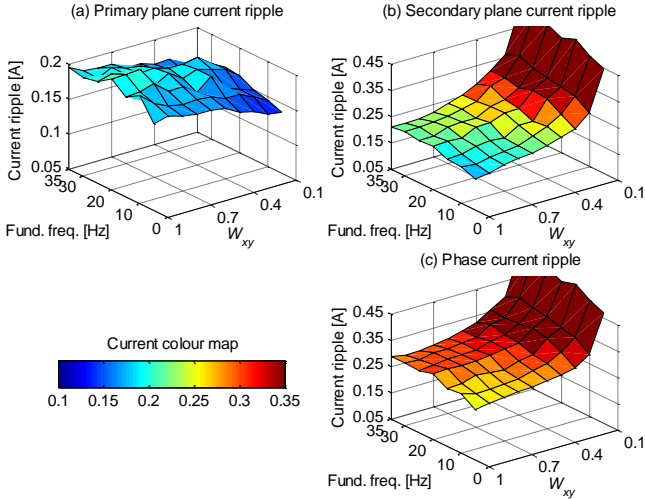 (a) Primary plane current ripple
Current ripple [A]
0.2
0.15
0.1
0.05
35
30
20
10
0
Fund. freq. [Hz]
1
0.7
0.4
0.1
Wxy
(b) Secondary plane current ripple
Current ripple [A]
0.45
0.35
0.25
0.15
0.05
35
30
20
10
0
Fund. freq. [Hz]
1
0.7
0.4
0.1
Wxy
Current colour map
0.1 0.15 0.2 0.25 0.3 0.35
(c) Phase current ripple
Current ripple [A]
0.45
0.35
0.25
0.15
0.05
35
30
20
10
0
Fund. freq. [Hz]
1
0.7
0.4
0.1
Wxy